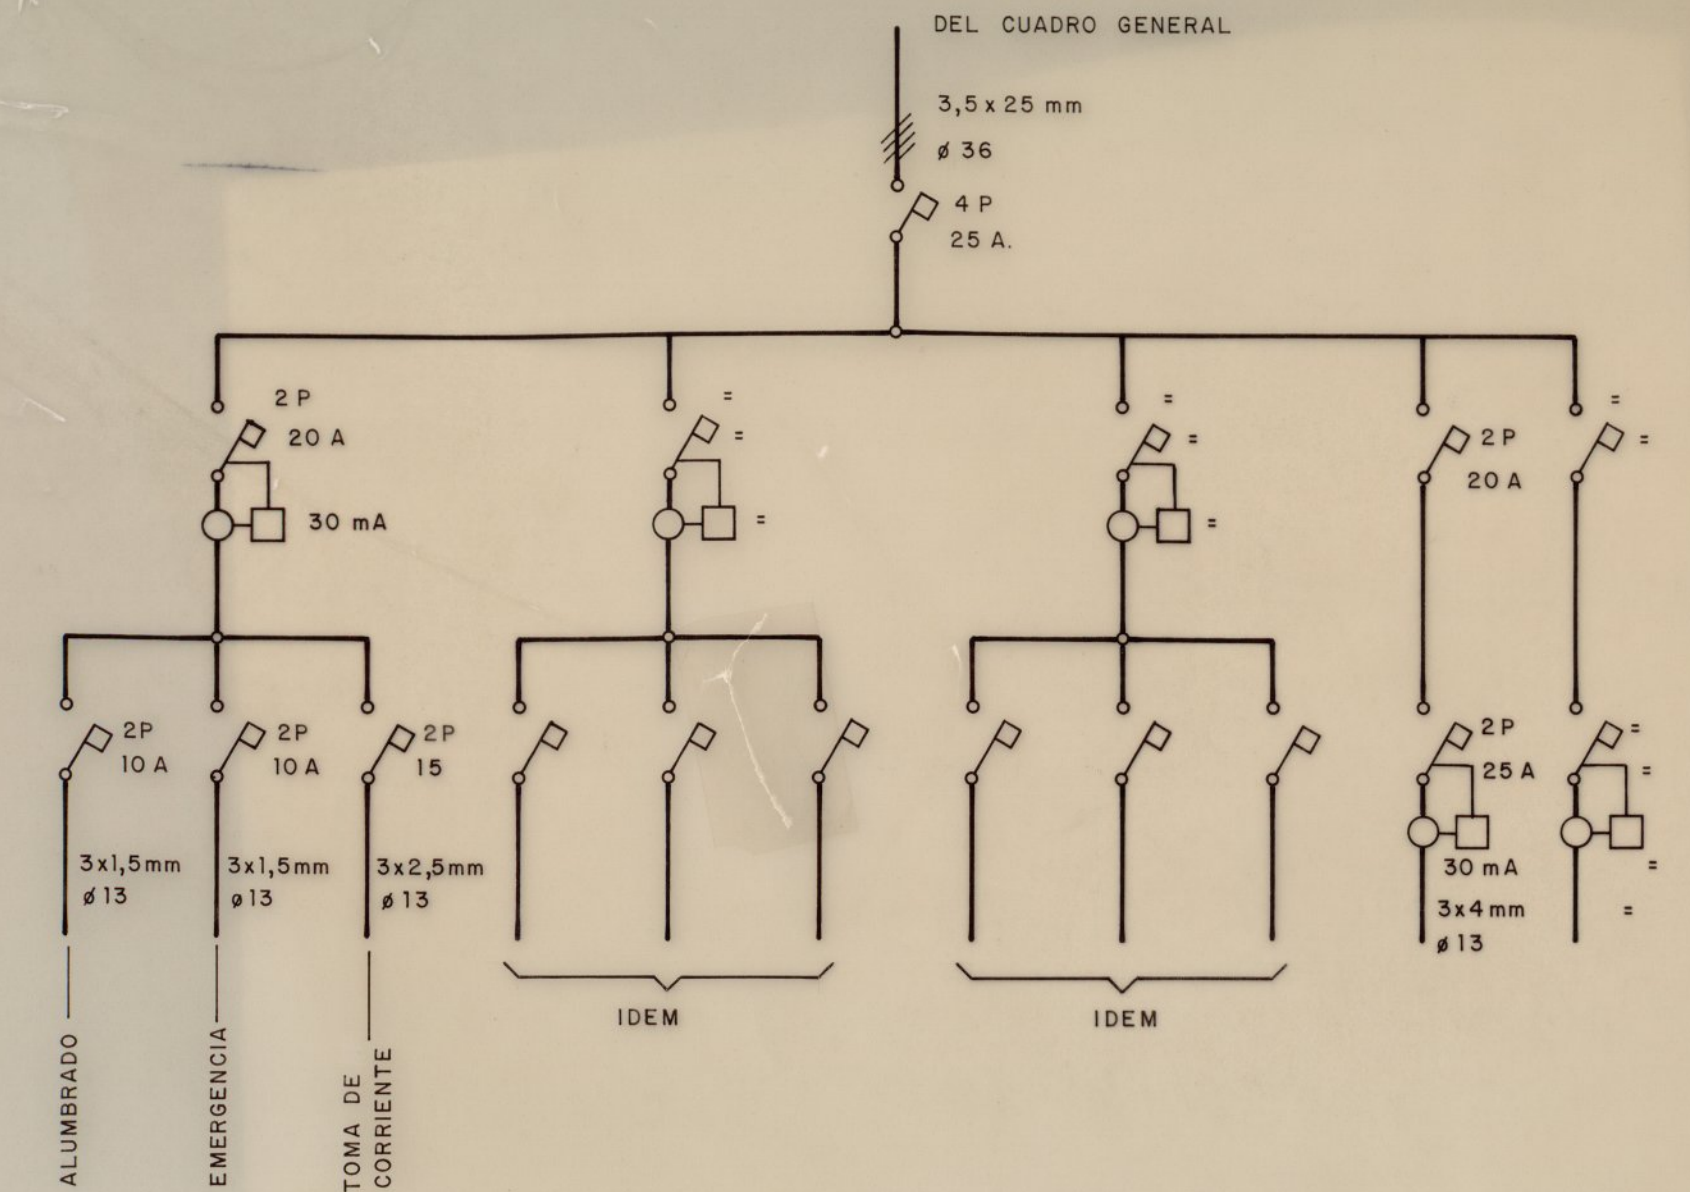 DEL CUADRO GENERAL
3,5 x 25 mm
ø 36
4 P
25 A.
2 P
20 A
30 mA
=
=
=
=
=
=
2 P
20 A
=
=
2P
10 A
2P
10 A
2P
15
2P
25 A
30 mA
=
=
=
3x1,5mm
ø 13
3x1,5mm
ø13
3x2,5mm
ø 13
3x4 mm
ø 13
=
IDEM
IDEM
ALUMBRADO
EMERGENCIA
TOMA DE
CORRIENTE